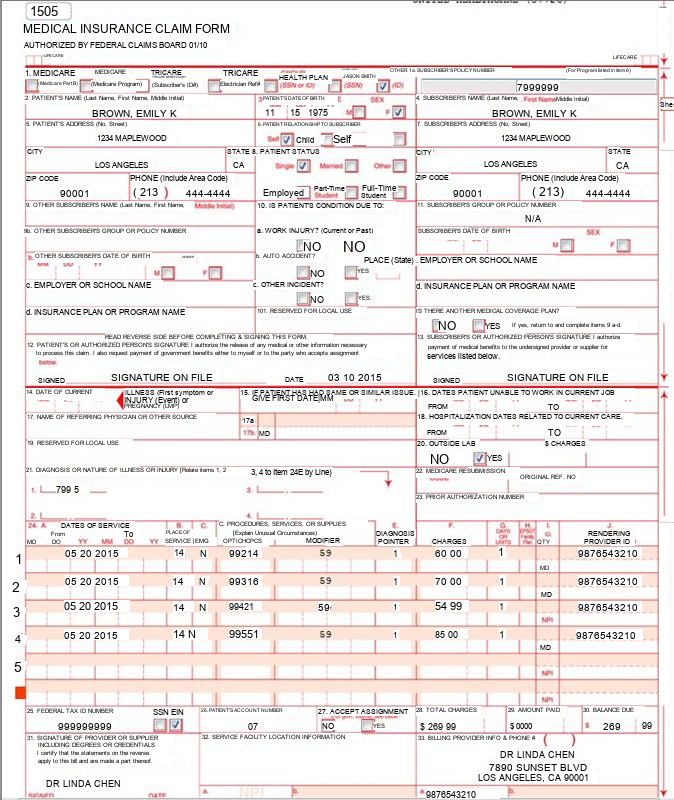 1505
MEDICAL INSURANCE CLAIM FORM
AUTHORIZED BY FEDERAL CLAIMS BOARD 01/10
LIFECARE
LIFECARE
1. MEDICARE MEDICARE TRICARE TRICARE HEALTH PLAN JASON SMITH OTHER 1a. SUBSCRIBER'S POLICY NUMBER (For Program listed in item 6)
(Medicare PartB) (Medicare Program) (Subscriber's ID#) Electrician Ref# (SSN or ID) (SSN) (ID)
7999999
2. PATIENT'S NAME (Last Name, First Name, Middle Initial) 3 PATIENT'S DATE OF BIRTH SEX 4. SUBSCRIBER'S NAME (Last Name, First Name Middle Initial)
She
BROWN, EMILY K 11 15 1975 M F BROWN, EMILY K
5. PATIENT'S ADDRESS (No, Street) 6. PATIENT RELATIONSHIP TO SUBSCRIBER 7. SUBSCRIBER'S ADDRESS (No, Street)
1234 MAPLEWOOD Self Child Self 1234 MAPLEWOOD
CITY STATE 8. PATIENT STATUS CITY STATE
LOS ANGELES CA Single Married Other LOS ANGELES CA
ZIP CODE PHONE (Include Area Code) ZIP CODE PHONE (Include Area Code)
90001 ( 213 ) 444-4444 Employed Part-Time Student Full-Time Student 90001 ( 213 ) 444-4444
9. OTHER SUBSCRIBER'S NAME (Last Name, First Name, Middle Initial) 10. IS PATIENT'S CONDITION DUE TO: 11. SUBSCRIBER'S GROUP OR POLICY NUMBER
N/A
9b. OTHER SUBSCRIBER'S GROUP OR POLICY NUMBER a. WORK INJURY? (Current or Past) SUBSCRIBER'S DATE OF BIRTH SEX
NO NO M F
b. OTHER SUBSCRIBER'S DATE OF BIRTH b. AUTO ACCIDENT? PLACE (State) . EMPLOYER OR SCHOOL NAME
MM DD YY M F NO YES
c. EMPLOYER OR SCHOOL NAME c. OTHER INCIDENT? d. INSURANCE PLAN OR PROGRAM NAME
NO YES
d. INSURANCE PLAN OR PROGRAM NAME 101. RESERVED FOR LOCAL USE IS THERE ANOTHER MEDICAL COVERAGE PLAN?
NO YES If yes, return to and complete items 9 a-d.
READ REVERSE SIDE BEFORE COMPLETING & SIGNING THIS FORM.
12. PATIENT'S OR AUTHORIZED PERSON'S SIGNATURE I authorize the release of any medical or other information necessary
to process this claim. I also request payment of government benefits either to myself or to the party who accepts assignment
below.
13. SUBSCRIBER'S OR AUTHORIZED PERSON'S SIGNATURE I authorize
payment of medical benefits to the undersigned provider or supplier for
services listed below.
SIGNED SIGNATURE ON FILE DATE 03 10 2015 SIGNED SIGNATURE ON FILE
14. DATE OF CURRENT ILLNESS (First symptom or
INJURY (Event) or
PREGNANCY (LMP)
15. IF PATIENT HAS HAD SAME OR SIMILAR ISSUE.
GIVE FIRST DATE MM DD YY
16. DATES PATIENT UNABLE TO WORK IN CURRENT JOB
FROM TO
17. NAME OF REFERRING PHYSICIAN OR OTHER SOURCE 17a 18. HOSPITALIZATION DATES RELATED TO CURRENT CARE.
17b. MD FROM TO
19. RESERVED FOR LOCAL USE 20. OUTSIDE LAB $ CHARGES
NO YES
21. DIAGNOSIS OR NATURE OF ILLNESS OR INJURY (Relate items 1, 2 3, 4 to Item 24E by Line) 22. MEDICARE RESUBMISSION
CODE ORIGINAL REF. NO
1. 799 5 3. 23. PRIOR AUTHORIZATION NUMBER
2. 4.
24. A. DATES OF SERVICE B. C. C. PROCEDURES, SERVICES, OR SUPPLIES E. F. G. H. I. J.
From To PLACE OF (Explain Unusual Circumstances) DIAGNOSIS DAYS OR UNITS EPSDT Family Plan ID. RENDERING
MD DO YY MM DD YY SERVICE EMG OPTICHOPCS MODIFIER POINTER CHARGES QTY PROVIDER ID
1 05 20 2015 14 N 99214 59 1 60 00 1 9876543210
MD
2 05 20 2015 14 N 99316 59 1 70 00 1 9876543210
MD
3 05 20 2015 14 N 99421 59 1 54 99 1 9876543210
NPI
4 05 20 2015 14 N 99551 59 1 85 00 1 9876543210
MD
5
NPI
NPI
25. FEDERAL TAX ID NUMBER SSN EIN 26. PATIENT'S ACCOUNT NUMBER 27. ACCEPT ASSIGNMENT 28. TOTAL CHARGES 29. AMOUNT PAID 30. BALANCE DUE
999999999 07 NO YES $ 269 99 $ 0000 $ 269 99
31. SIGNATURE OF PROVIDER OR SUPPLIER
INCLUDING DEGREES OR CREDENTIALS
I certify that the statements on the reverse.
apply to this bill and are made a part thereof.
32. SERVICE FACILITY LOCATION INFORMATION
33. BILLING PROVIDER INFO & PHONE # ( )
DR LINDA CHEN
7890 SUNSET BLVD
LOS ANGELES, CA 90001
DR LINDA CHEN
SIGNED DATE a. NPI b. a. 9876543210 b.